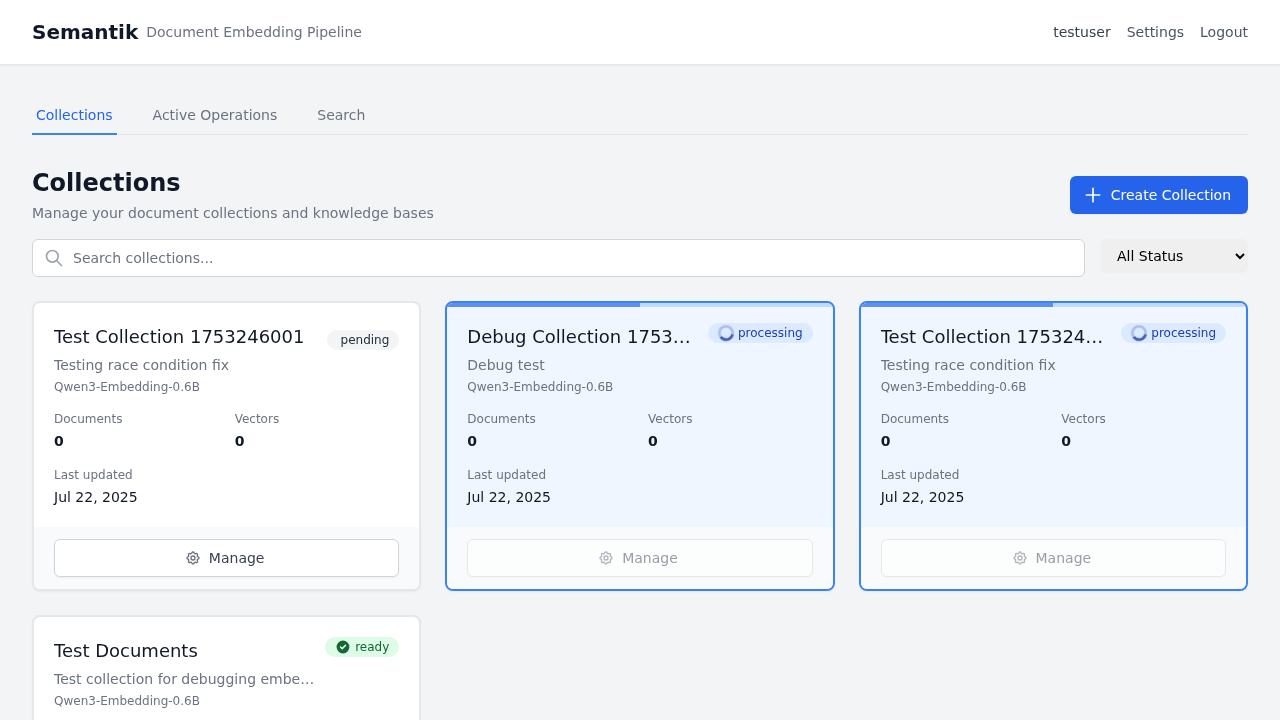 Semantik Document Embedding Pipeline testuser Settings Logout
Collections Active Operations Search
Collections
Manage your document collections and knowledge bases
Create Collection
Search collections... All Status
Test Collection 1753246001 pending
Testing race condition fix
Qwen3-Embedding-0.6B
Documents Vectors
0 0
Last updated
Jul 22, 2025
Manage
Debug Collection 1753... processing
Debug test
Qwen3-Embedding-0.6B
Documents Vectors
0 0
Last updated
Jul 22, 2025
Manage
Test Collection 175324... processing
Testing race condition fix
Qwen3-Embedding-0.6B
Documents Vectors
0 0
Last updated
Jul 22, 2025
Manage
Test Documents ready
Test collection for debugging embe...
Qwen3-Embedding-0.6B